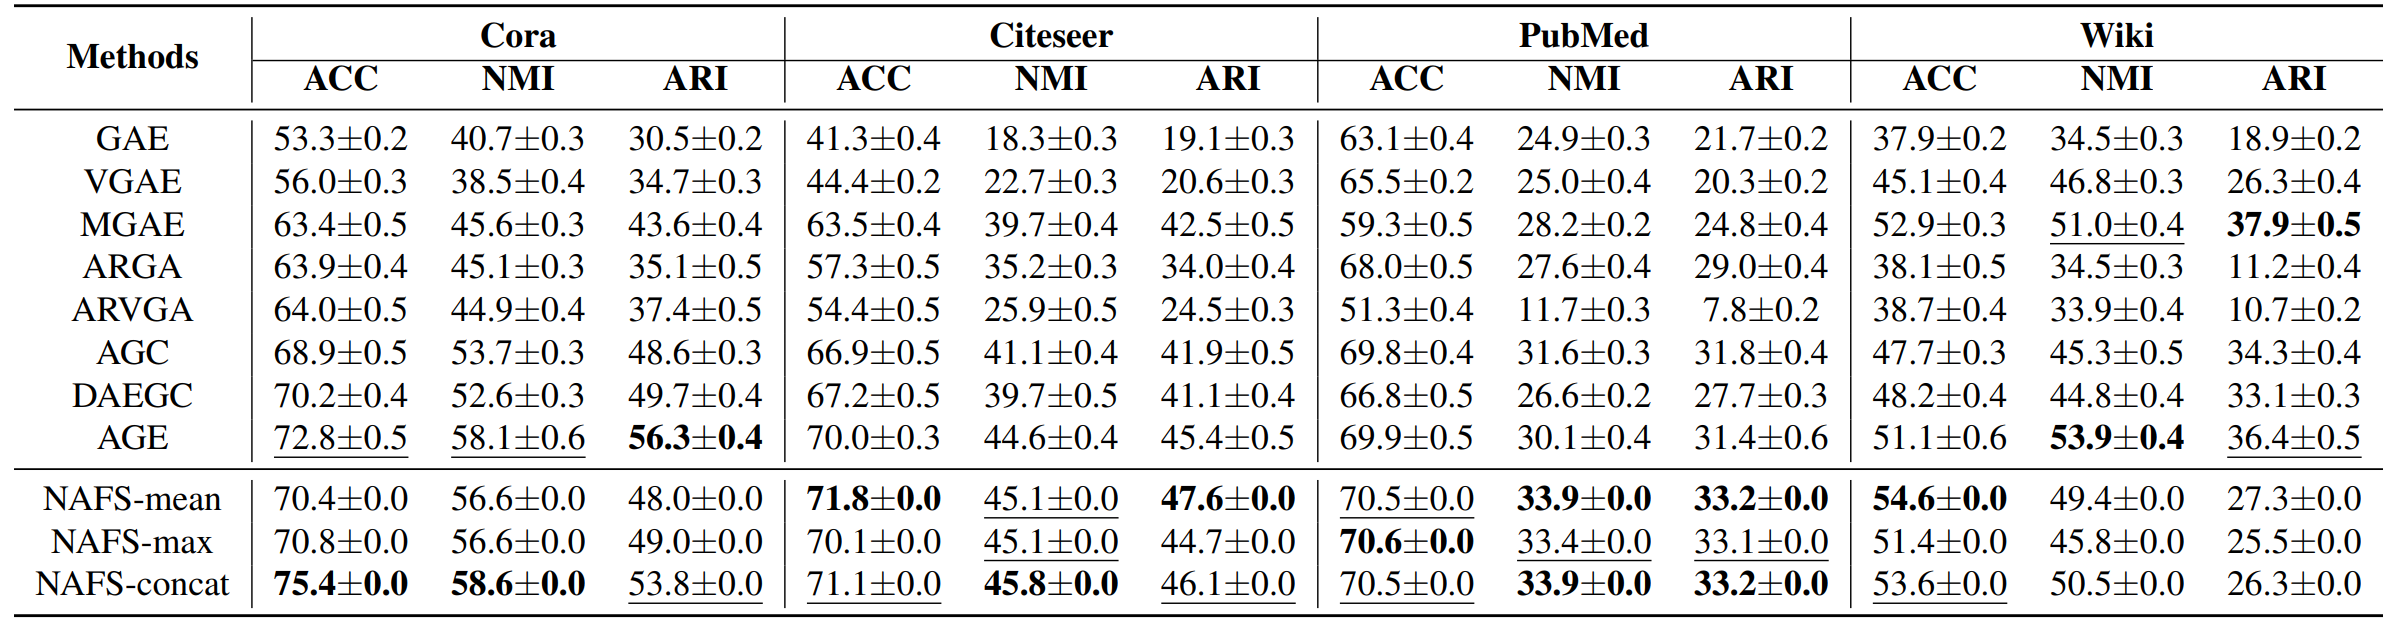 Methods Cora Citeseer PubMed Wiki
ACC NMI ARI ACC NMI ARI ACC NMI ARI ACC NMI ARI
GAE 53.3±0.2 40.7±0.3 30.5±0.2 41.3±0.4 18.3±0.3 19.1±0.3 63.1±0.4 24.9±0.3 21.7±0.2 37.9±0.2 34.5±0.3 18.9±0.2
VGAE 56.0±0.3 38.5±0.4 34.7±0.3 44.4±0.2 22.7±0.3 20.6±0.3 65.5±0.2 25.0±0.4 20.3±0.2 45.1±0.4 46.8±0.3 26.3±0.4
MGAE 63.4±0.5 45.6±0.3 43.6±0.4 63.5±0.4 39.7±0.4 42.5±0.5 59.3±0.5 28.2±0.2 24.8±0.4 52.9±0.3 51.0±0.4 37.9±0.5
ARGA 63.9±0.4 45.1±0.3 35.1±0.5 57.3±0.5 35.2±0.3 34.0±0.4 68.0±0.5 27.6±0.4 29.0±0.4 38.1±0.5 34.5±0.3 11.2±0.4
ARVGA 64.0±0.5 44.9±0.4 37.4±0.5 54.4±0.5 25.9±0.5 24.5±0.3 51.3±0.4 11.7±0.3 7.8±0.2 38.7±0.4 33.9±0.4 10.7±0.2
AGC 68.9±0.5 53.7±0.3 48.6±0.3 66.9±0.5 41.1±0.4 41.9±0.5 69.8±0.4 31.6±0.3 31.8±0.4 47.7±0.3 45.3±0.5 34.3±0.4
DAEGC 70.2±0.4 52.6±0.3 49.7±0.4 67.2±0.5 39.7±0.5 41.1±0.4 66.8±0.5 26.6±0.2 27.7±0.3 48.2±0.4 44.8±0.4 33.1±0.3
AGE 72.8±0.5 58.1±0.6 56.3±0.4 70.0±0.3 44.6±0.4 45.4±0.5 69.9±0.5 30.1±0.4 31.4±0.6 51.1±0.6 53.9±0.4 36.4±0.5
NAFS-mean 70.4±0.0 56.6±0.0 48.0±0.0 71.8±0.0 45.1±0.0 47.6±0.0 70.5±0.0 33.9±0.0 33.2±0.0 54.6±0.0 49.4±0.0 27.3±0.0
NAFS-max 70.8±0.0 56.6±0.0 49.0±0.0 70.1±0.0 45.1±0.0 44.7±0.0 70.6±0.0 33.4±0.0 33.1±0.0 51.4±0.0 45.8±0.0 25.5±0.0
NAFS-concat 75.4±0.0 58.6±0.0 53.8±0.0 71.1±0.0 45.8±0.0 46.1±0.0 70.5±0.0 33.9±0.0 33.2±0.0 53.6±0.0 50.5±0.0 26.3±0.0